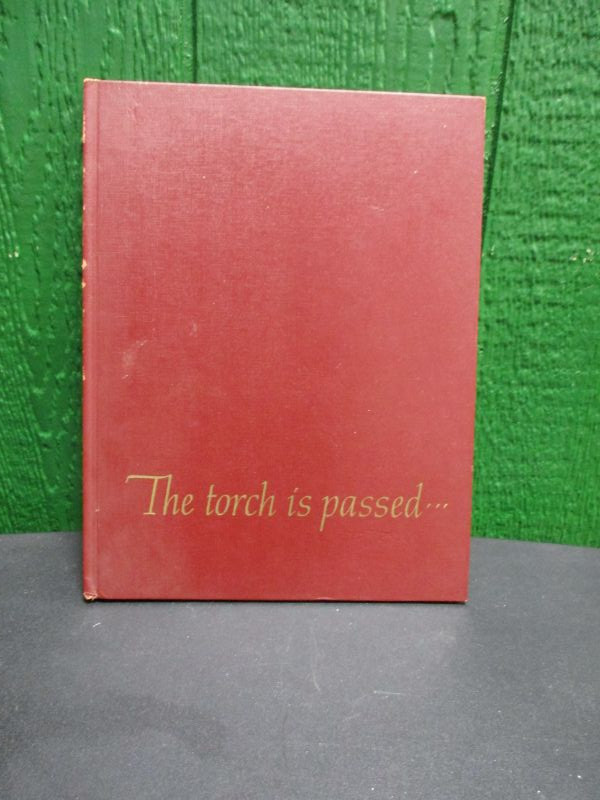 The torch is passed...